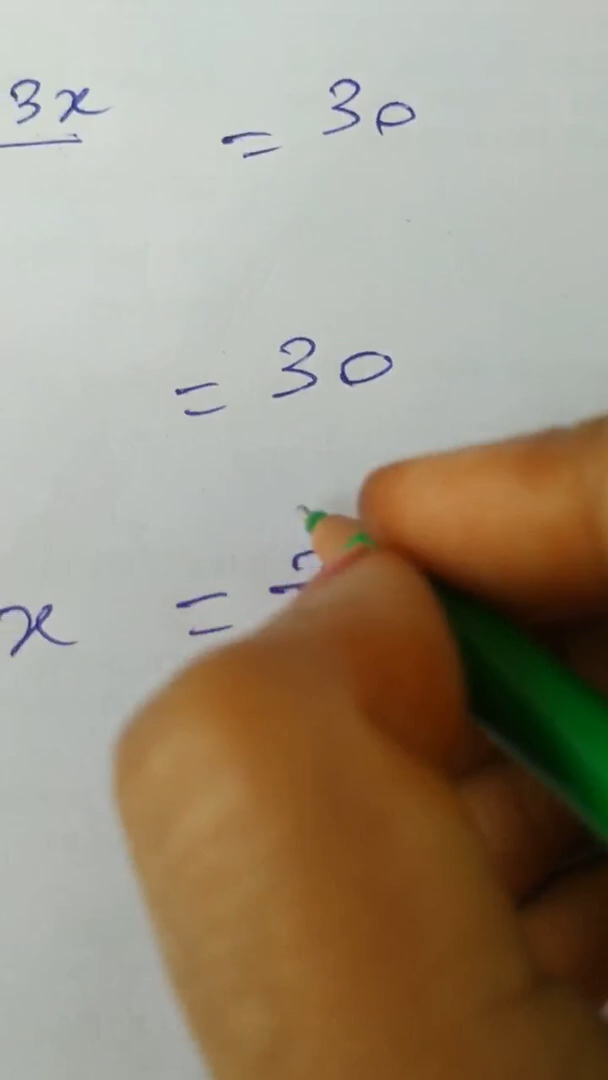 3x = 30
= 30
x =